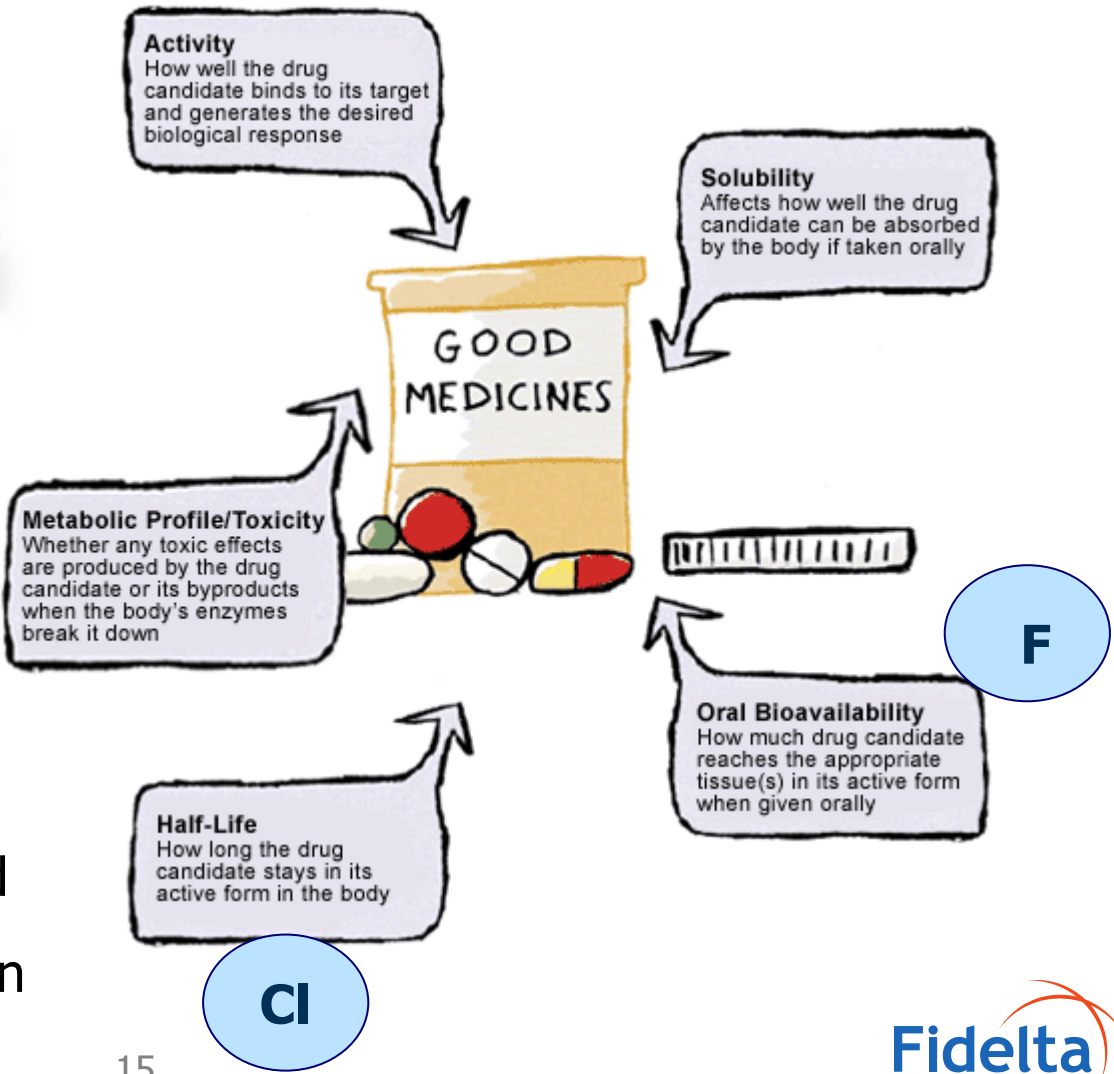 Activity
How well the drug
candidate binds to its target
and generates the desired
biological response
Solubility
Affects how well the drug
candidate can be absorbed
by the body if taken orally
GOOD
MEDICINES
Metabolic Profile/Toxicity
Whether any toxic effects
are produced by the drug
candidate or its byproducts
when the body's enzymes
break it down
F
Oral Bioavailability
How much drug candidate
reaches the appropriate
tissue(s) in its active form
when given orally
Half-Life
How long the drug
candidate stays in its
active form in the body
Cl
15
Fidelta